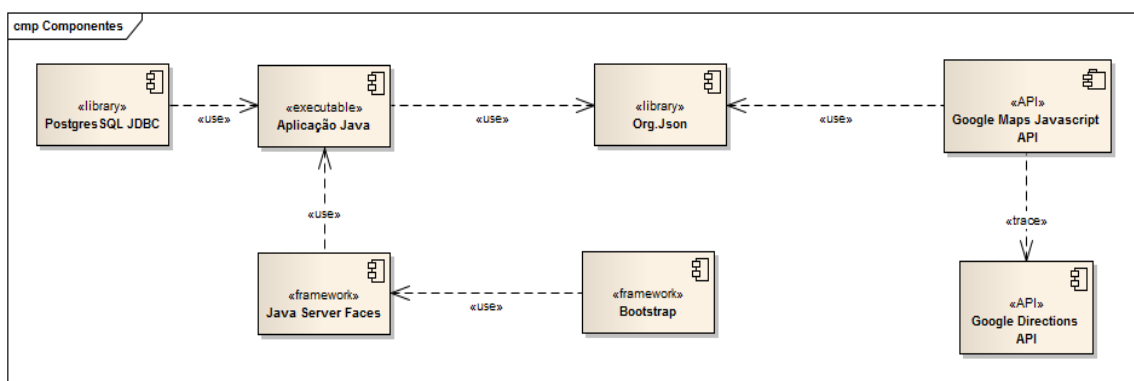 cmp Componentes
«library»
PostgresSQL JDBC
«use»
«executable»
Aplicação Java
«use»
«library»
Org.Json
«use»
«API»
Google Maps Javascript
API
«use»
«trace»
«framework»
Java Server Faces
«use»
«framework»
Bootstrap
«API»
Google Directions
API